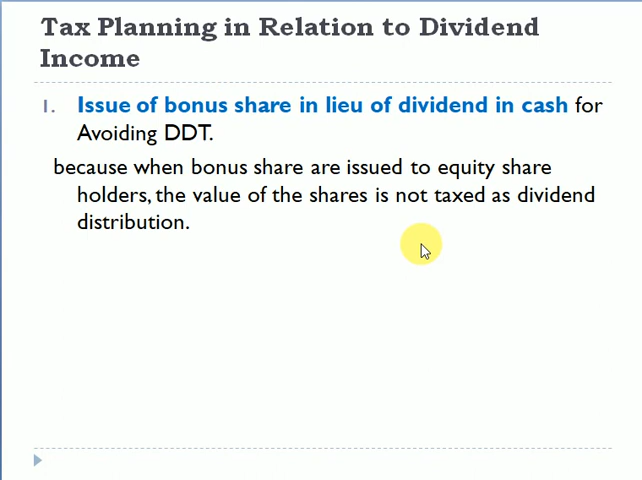 Tax Planning in Relation to Dividend
Income
1. Issue of bonus share in lieu of dividend in cash for
Avoiding DDT.
because when bonus share are issued to equity share
holders, the value of the shares is not taxed as dividend
distribution.